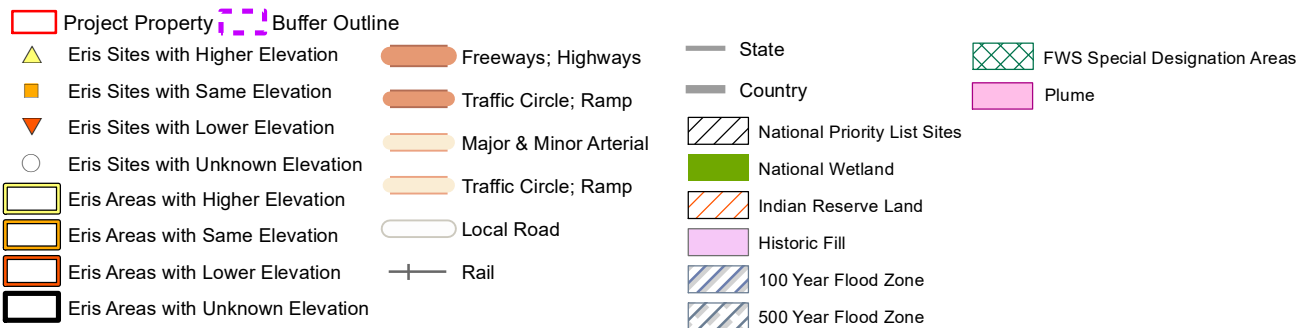 Project Property
Buffer Outline
Eris Sites with Higher Elevation
Eris Sites with Same Elevation
Eris Sites with Lower Elevation
Eris Sites with Unknown Elevation
Eris Areas with Higher Elevation
Eris Areas with Same Elevation
Eris Areas with Lower Elevation
Eris Areas with Unknown Elevation
Freeways; Highways
Traffic Circle; Ramp
Major & Minor Arterial
Traffic Circle; Ramp
Local Road
Rail
State
Country
National Priority List Sites
National Wetland
Indian Reserve Land
Historic Fill
100 Year Flood Zone
500 Year Flood Zone
FWS Special Designation Areas
Plume